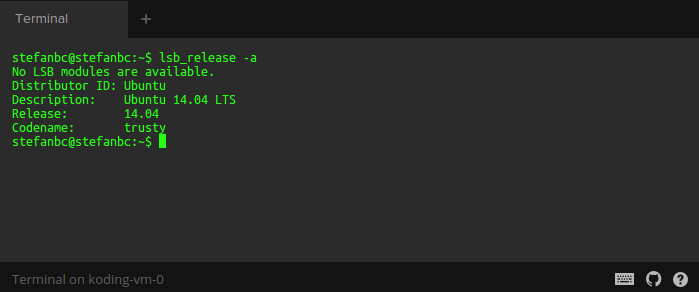 Terminal +
stefanbc@stefanbc:~$ lsb_release -a
No LSB modules are available.
Distributor ID: Ubuntu
Description:    Ubuntu 14.04 LTS
Release:        14.04
Codename:       trusty
stefanbc@stefanbc:~$
Terminal on koding-vm-0 ?